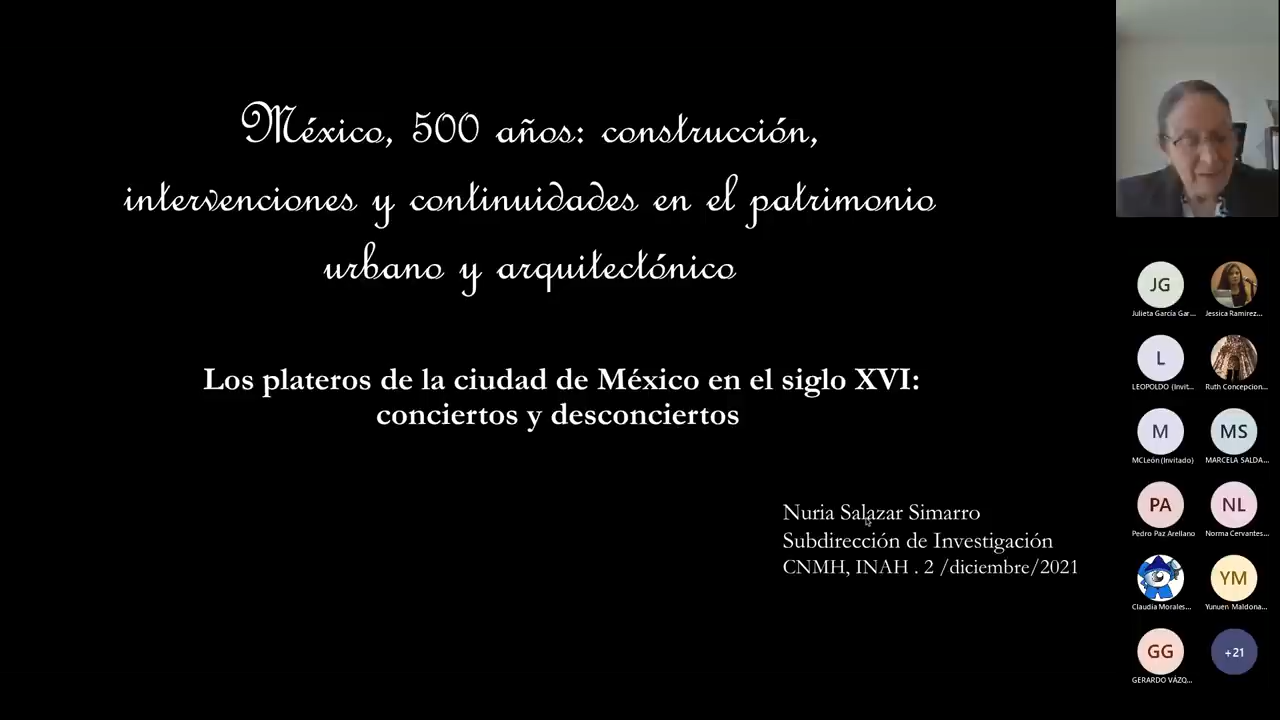 México, 500 años: construcción,
intervenciones y continuidades en el patrimonio
urbano y arquitectónico
Los plateros de la ciudad de México en el siglo XVI:
conciertos y desconciertos
Nuria Salazar Simarro
Subdirección de Investigación
CNMH, INAH . 2 /diciembre/2021
JG
Julieta García Gar...
Jessica Ramirez...
L
LEOPOLDO (Invit...
Ruth Concepcion...
M
MCLeón (Invitado)
MS
MARCELA SALDA...
PA
Pedro Paz Arellano
NL
Norma Cervantes...
Claudia Morales...
YM
Yunuen Maldona...
GG
GERARDO VÁZQ...
+21